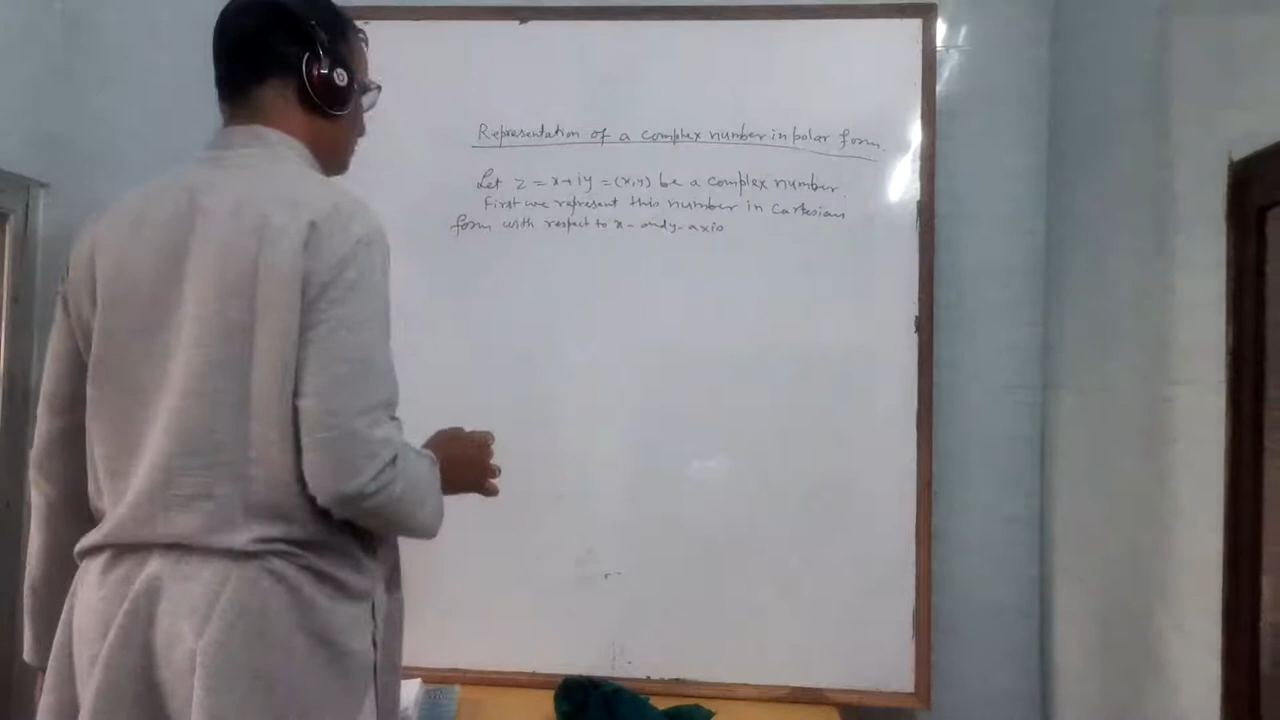 Representation of a complex number in polar form.
Let z = x+iy = (x,y) be a complex number.
First we represent this number in Cartesian
form with respect to x- and y-axis
b